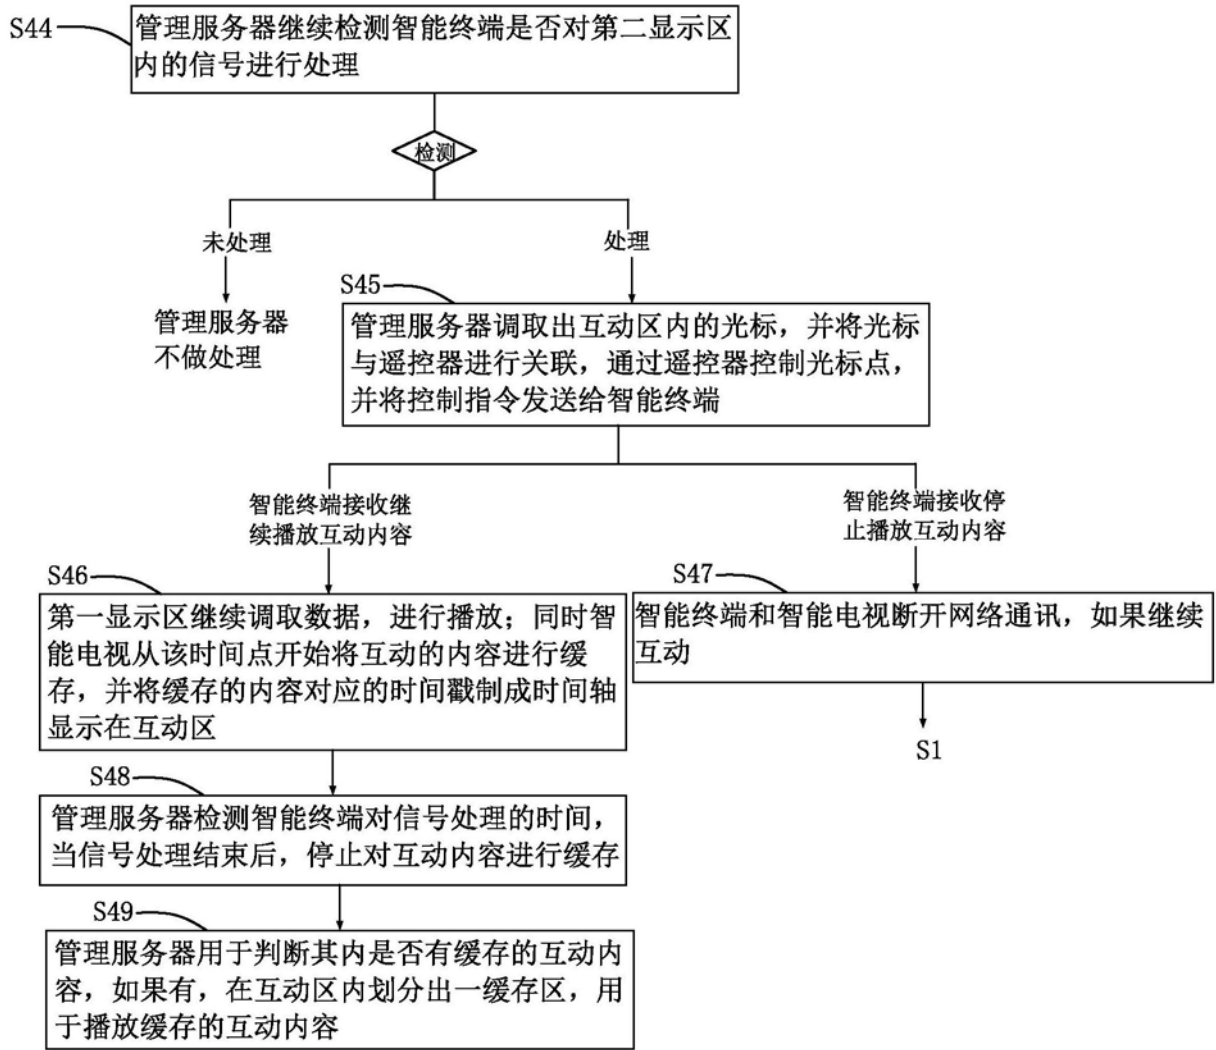 S44
管理服务器继续检测智能终端是否对第二显示区
内的信号进行处理
检测
未处理
处理
管理服务器
不做处理
S45
管理服务器调取出互动区内的光标，并将光标
与遥控器进行关联，通过遥控器控制光标点，
并将控制指令发送给智能终端
智能终端接收继
续播放互动内容
智能终端接收停
止播放互动内容
S46
第一显示区继续调取数据，进行播放；同时智
能电视从该时间点开始将互动的内容进行缓
存，并将缓存的内容对应的时间戳制成时间轴
显示在互动区
S47
智能终端和智能电视断开网络通讯，如果继续
互动
S1
S48
管理服务器检测智能终端对信号处理的时间，
当信号处理结束后，停止对互动内容进行缓存
S49
管理服务器用于判断其内是否有缓存的互动内
容，如果有，在互动区内划分出一缓存区，用
于播放缓存的互动内容